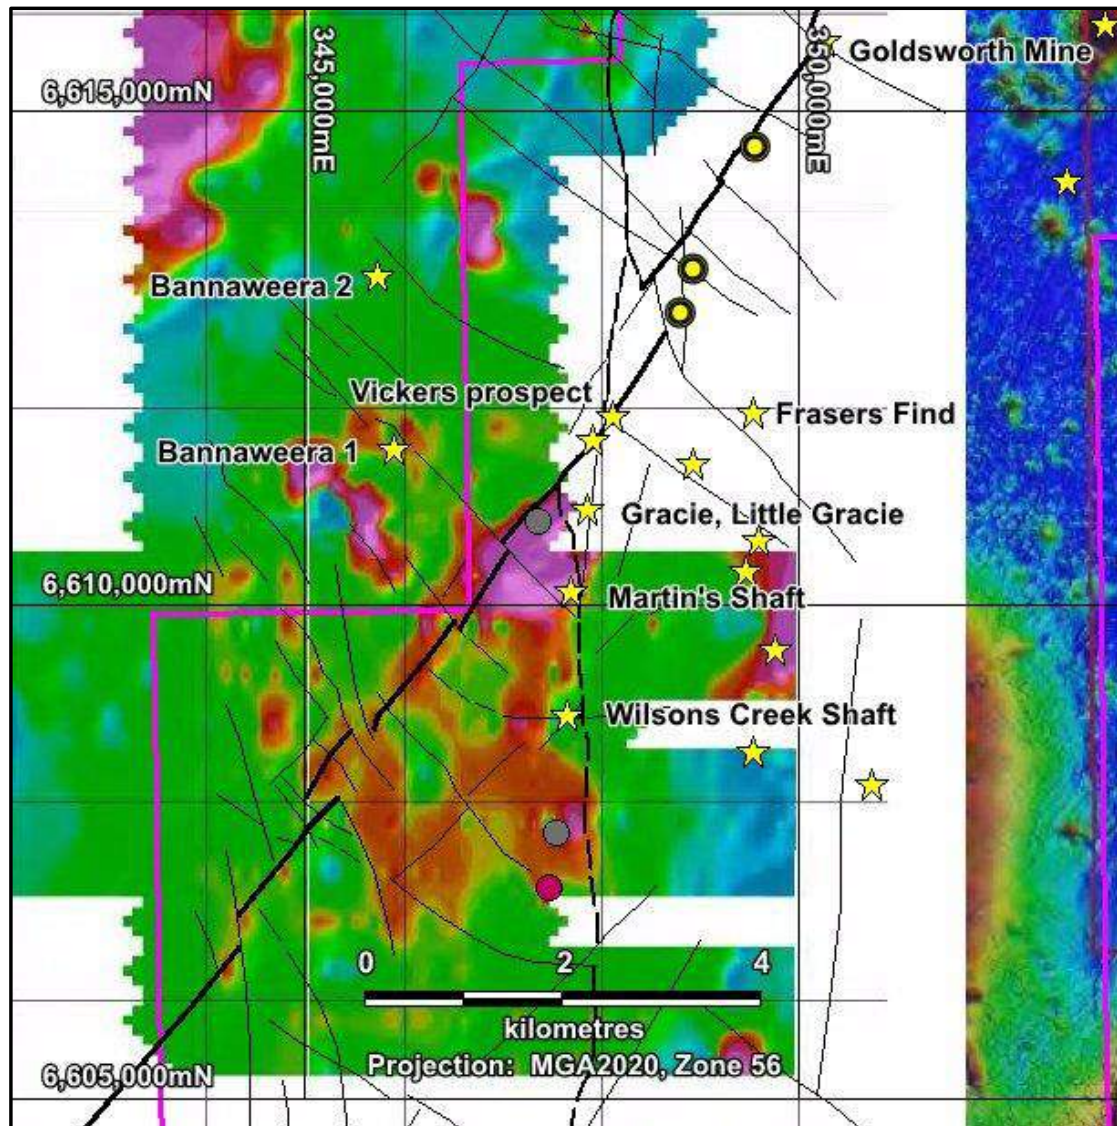 Goldsworth Mine
6,615,000mN
345,000mE
350,000mE
Bannaweera 2
Vickers prospect
Frasers Find
Bannaweera 1
Gracie, Little Gracie
6,610,000mN
Martin's Shaft
Wilsons Creek Shaft
0 2 4
kilometres
Projection: MGA2020, Zone 56
6,605,000mN